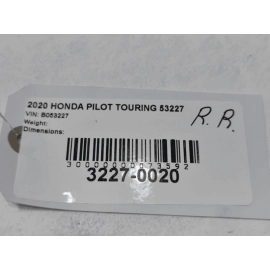 2020 HONDA PILOT TOURING 53227
VIN: B053227
Weight:
Dimensions:
R.R.
3000000073592
3227-0020